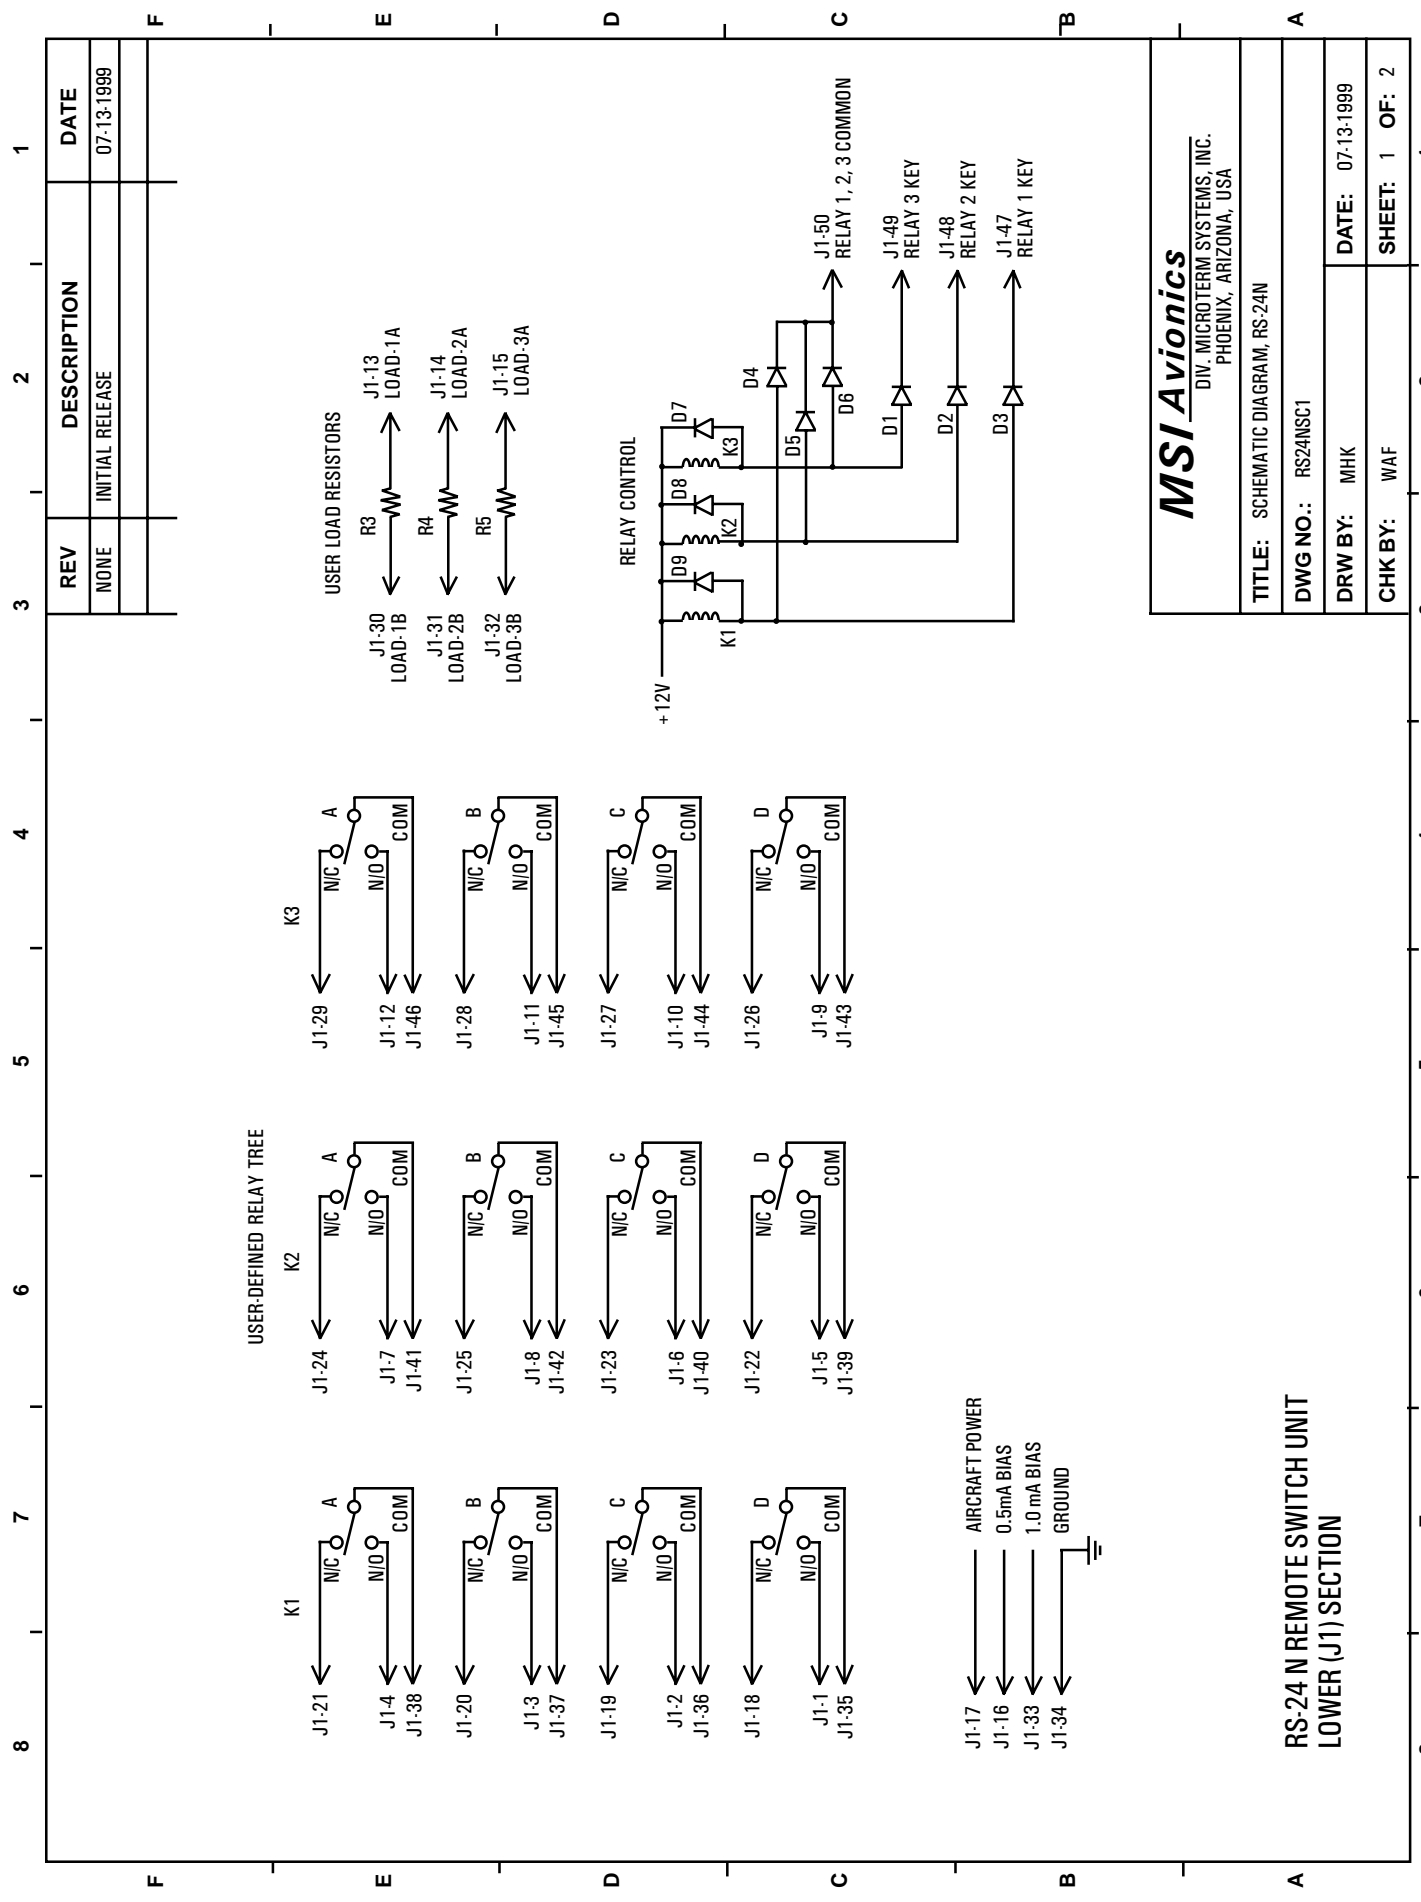 8
7
6
5
4
3
2
1
F
E
D
C
B
A
F
E
D
C
B
A
REV
DESCRIPTION
DATE
NONE
INITIAL RELEASE
07-13-1999
USER-DEFINED RELAY TREE
K1
J1-21
N/C
A
J1-4
N/O
J1-38
COM
J1-20
N/C
B
J1-3
N/O
J1-37
COM
J1-19
N/C
C
J1-2
N/O
J1-36
COM
J1-18
N/C
D
J1-1
N/O
J1-35
COM
K2
J1-24
N/C
A
J1-7
N/O
J1-41
COM
J1-25
N/C
B
J1-8
N/O
J1-42
COM
J1-23
N/C
C
J1-6
N/O
J1-40
COM
J1-22
N/C
D
J1-5
N/O
J1-39
COM
K3
J1-29
N/C
A
J1-12
N/O
J1-46
COM
J1-28
N/C
B
J1-11
N/O
J1-45
COM
J1-27
N/C
C
J1-10
N/O
J1-44
COM
J1-26
N/C
D
J1-9
N/O
J1-43
COM
USER LOAD RESISTORS
J1-30
LOAD-1B
R3
J1-13
LOAD-1A
J1-31
LOAD-2B
R4
J1-14
LOAD-2A
J1-32
LOAD-3B
R5
J1-15
LOAD-3A
RELAY CONTROL
+12V
K1
D9
K2
D8
K3
D7
D4
D5
D6
J1-50
RELAY 1, 2, 3 COMMON
D1
J1-49
RELAY 3 KEY
D2
J1-48
RELAY 2 KEY
D3
J1-47
RELAY 1 KEY
J1-17 AIRCRAFT POWER
J1-16 0.5mA BIAS
J1-33 1.0 mA BIAS
J1-34 GROUND
RS-24 N REMOTE SWITCH UNIT
LOWER (J1) SECTION
MSI Avionics
DIV. MICROTERM SYSTEMS, INC.
PHOENIX, ARIZONA, USA
TITLE: SCHEMATIC DIAGRAM, RS-24N
DWG NO.: RS24NSC1
DRW BY: MHK
DATE: 07-13-1999
CHK BY: WAF
SHEET: 1 OF: 2